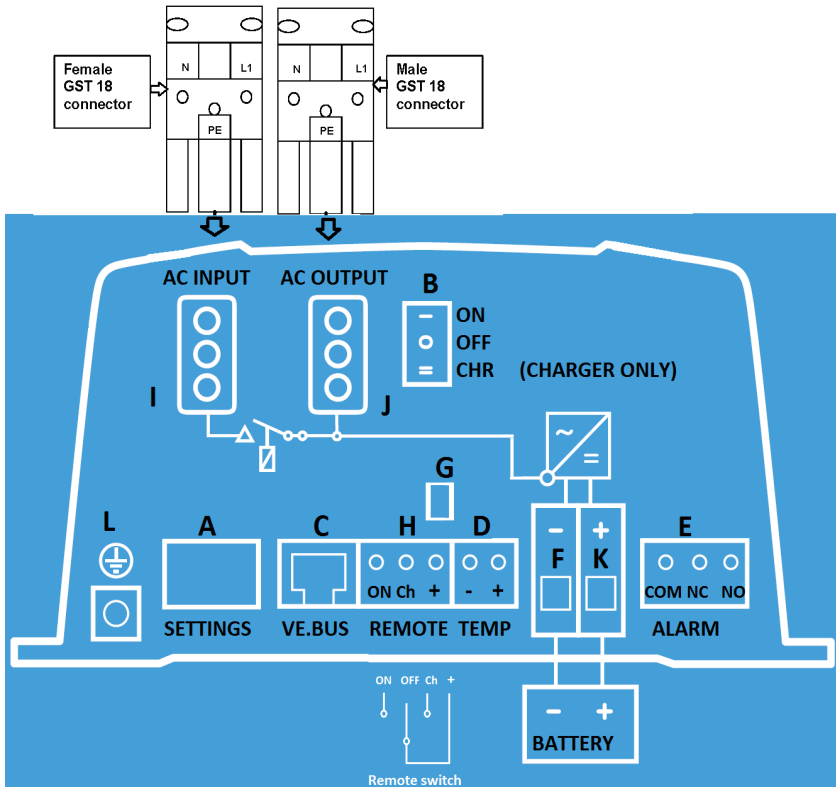 Female
GST 18
connector
N
L1
PE
N
L1
PE
Male
GST 18
connector
AC INPUT
AC OUTPUT
B
ON
OFF
CHR (CHARGER ONLY)
I
J
G
L
A
C
H
D
F
K
E
- +
ON Ch +
- +
COM NC NO
SETTINGS
VE.BUS
REMOTE
TEMP
ALARM
ON OFF Ch +
- +
BATTERY
Remote switch